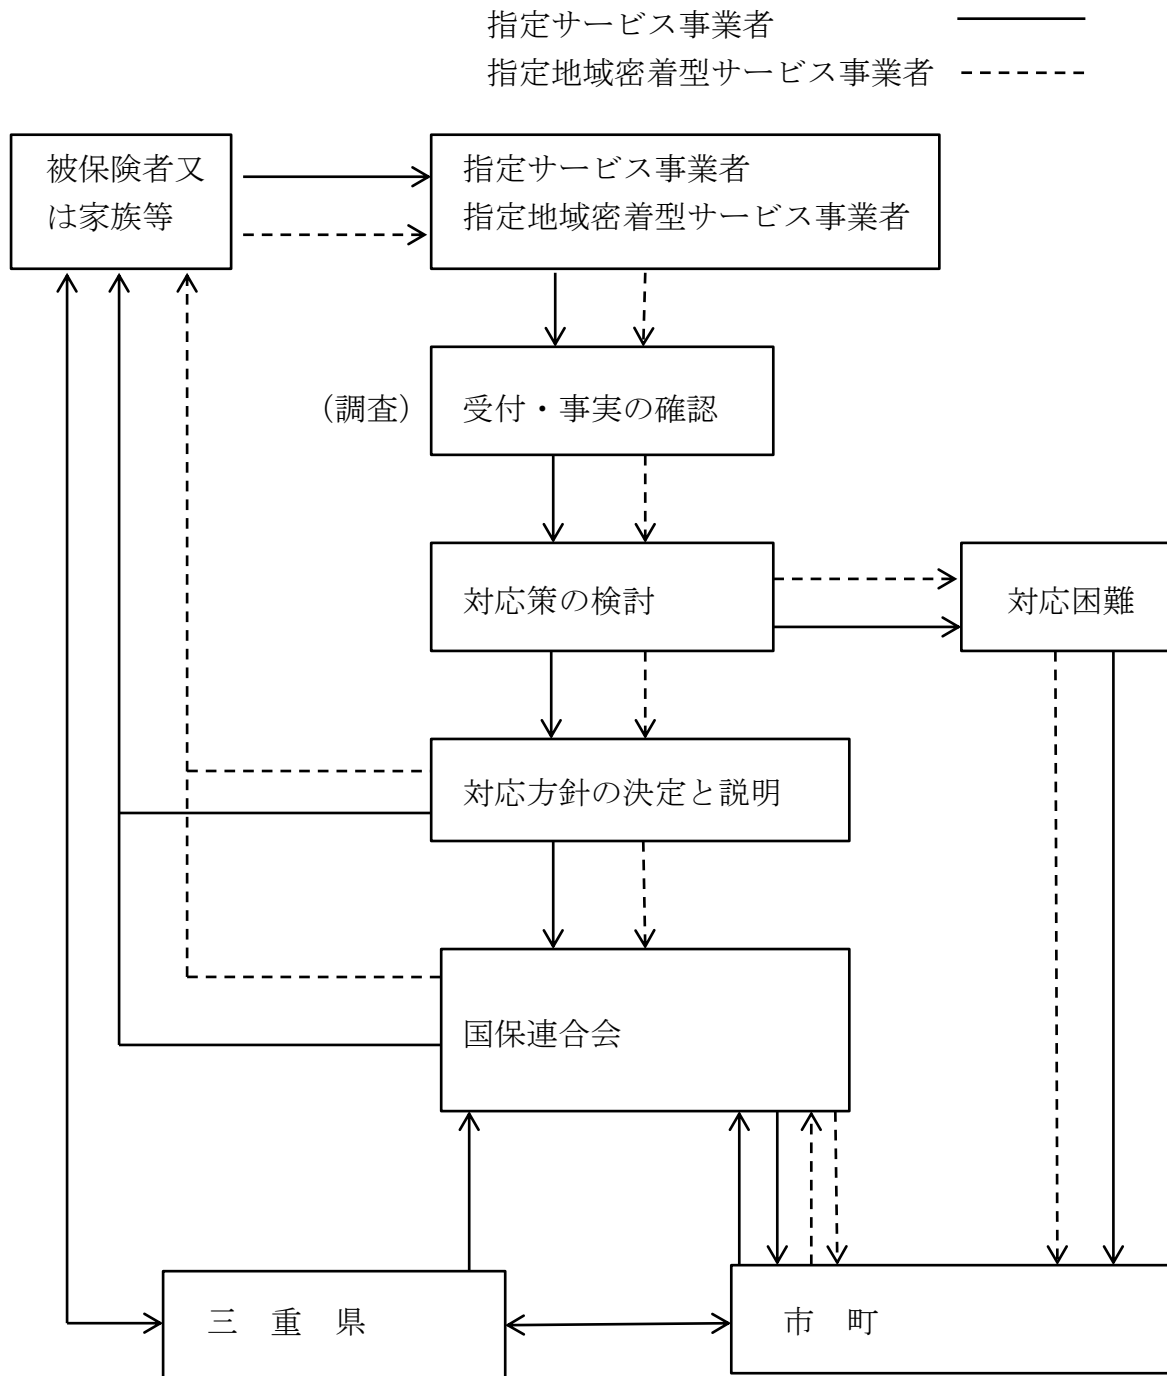 指定サービス事業者
指定地域密着型サービス事業者
被保険者又
は家族等
指定サービス事業者
指定地域密着型サービス事業者
（調査）
受付・事実の確認
対応策の検討
対応困難
対応方針の決定と説明
国保連合会
三　重　県
市　町